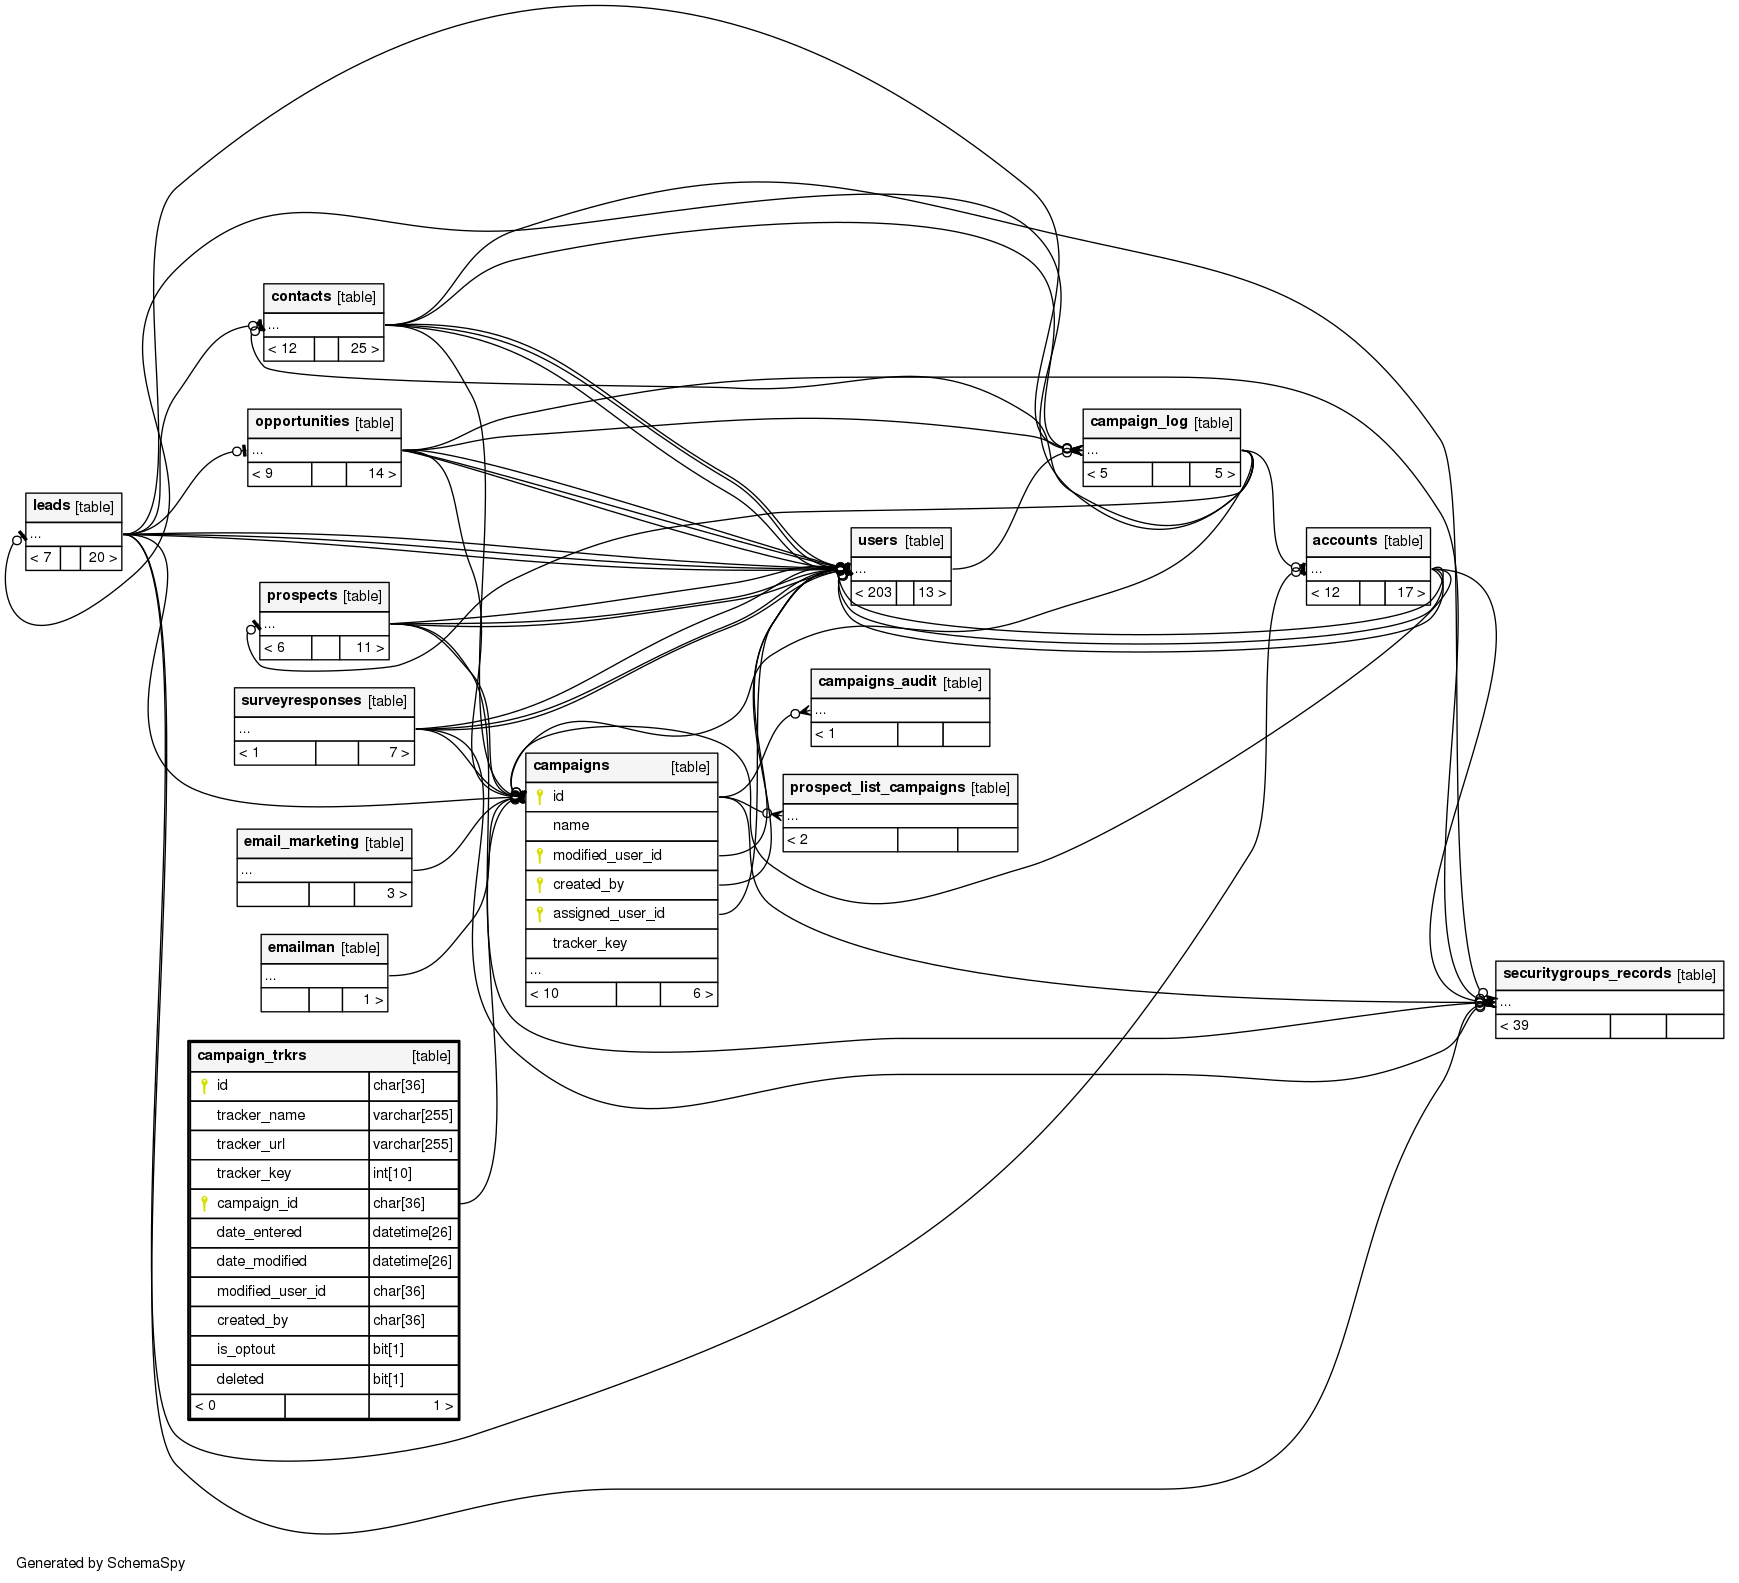 contacts [table]
...
< 12 25 >
opportunities [table]
...
< 9 14 >
campaign_log [table]
...
< 5 5 >
leads [table]
...
< 7 20 >
users [table]
...
< 203 13 >
accounts [table]
...
< 12 17 >
prospects [table]
...
< 6 11 >
surveyresponses [table]
...
< 1 7 >
campaigns_audit [table]
...
< 1
campaigns [table]
id
name
modified_user_id
created_by
assigned_user_id
tracker_key
...
< 10 6 >
prospect_list_campaigns [table]
...
< 2
email_marketing [table]
...
3 >
emailman [table]
...
1 >
securitygroups_records [table]
...
< 39
campaign_trkrs [table]
id char[36]
tracker_name varchar[255]
tracker_url varchar[255]
tracker_key int[10]
campaign_id char[36]
date_entered datetime[26]
date_modified datetime[26]
modified_user_id char[36]
created_by char[36]
is_optout bit[1]
deleted bit[1]
< 0 1 >
Generated by SchemaSpy